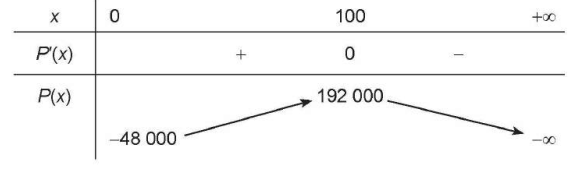 x 0 100 +∞
P'(x) + 0 −
P(x) 192 000
−48 000 −∞